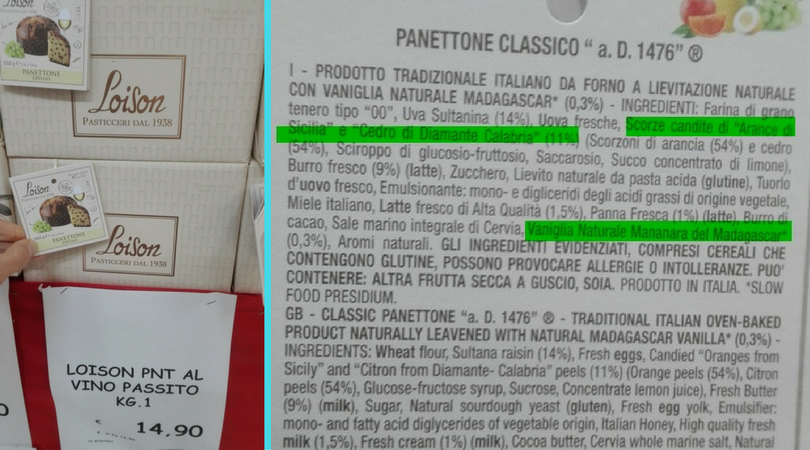 Loison
PANETTONE
Loison
PASTICCERI DAL 1938
Loison
PANETTONE
Loison
PASTICCERI DAL 1938
LOISON PNT AL
VINO PASSITO
KG.1
€ 14,90
PANETTONE CLASSICO “ a. D. 1476” ®
I - PRODOTTO TRADIZIONALE ITALIANO DA FORNO A LIEVITAZIONE NATURALE
CON VANIGLIA NATURALE MADAGASCAR* (0,3%) - INGREDIENTI: Farina di grano
tenero tipo “00”, Uva Sultanina (14%), Uova fresche, Scorze candite di “Arance di
Sicilia” e “Cedro di Diamante Calabria” (11%) (Scorzoni di arancia (54%) e cedro
(54%), Sciroppo di glucosio-fruttosio, Saccarosio, Succo concentrato di limone),
Burro fresco (9%) (latte), Zucchero, Lievito naturale da pasta acida (glutine), Tuorlo
d’uovo fresco, Emulsionante: mono- e digliceridi degli acidi grassi di origine vegetale,
Miele italiano, Latte fresco di Alta Qualità (1,5%), Panna Fresca (1%) (latte), Burro di
cacao, Sale marino integrale di Cervia, Vaniglia Naturale Mananara del Madagascar*
(0,3%), Aromi naturali. GLI INGREDIENTI EVIDENZIATI, COMPRESI CEREALI CHE
CONTENGONO GLUTINE, POSSONO PROVOCARE ALLERGIE O INTOLLERANZE. PUO’
CONTENERE: ALTRA FRUTTA SECCA A GUSCIO, SOIA. PRODOTTO IN ITALIA. *SLOW
FOOD PRESIDIUM.
GB - CLASSIC PANETTONE “a. D. 1476” ® - TRADITIONAL ITALIAN OVEN-BAKED
PRODUCT NATURALLY LEAVENED WITH NATURAL MADAGASCAR VANILLA* (0,3%) -
INGREDIENTS: Wheat flour, Sultana raisin (14%), Fresh eggs, Candied “Oranges from
Sicily” and “Citron from Diamante- Calabria” peels (11%) (Orange peels (54%), Citron
peels (54%), Glucose-fructose syrup, Sucrose, Concentrate lemon juice), Fresh Butter
(9%) (milk), Sugar, Natural sourdough yeast (gluten), Fresh egg yolk, Emulsifier:
mono- and fatty acid diglycerides of vegetable origin, Italian Honey, High quality fresh
milk (1,5%), Fresh cream (1%) (milk), Cocoa butter, Cervia whole marine salt, Natural